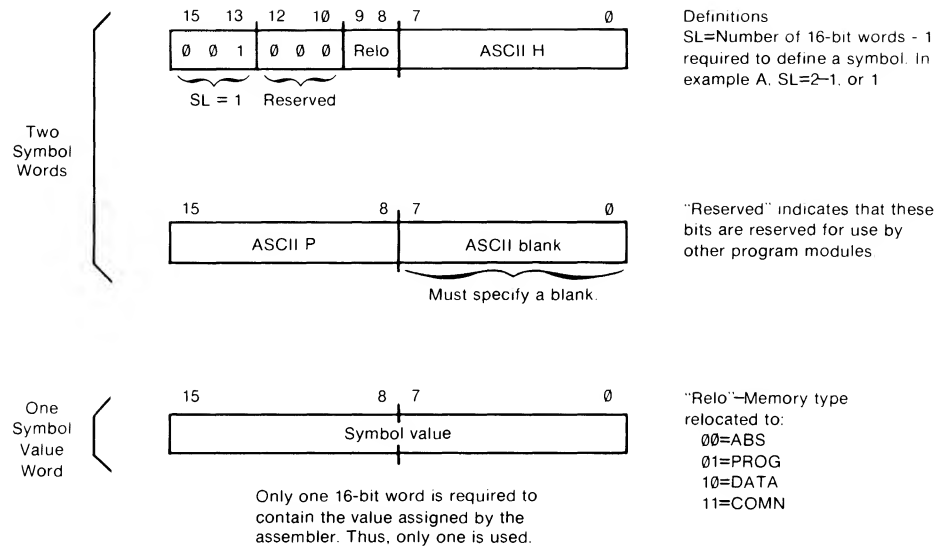 15 13 12 10 9 8 7 Ø
Ø Ø 1 Ø Ø Ø Relo ASCII H
SL = 1 Reserved
Definitions
SL=Number of 16-bit words - 1
required to define a symbol. In
example A, SL=2–1, or 1
Two
Symbol
Words
15 8 7 Ø
ASCII P ASCII blank
Must specify a blank.
"Reserved" indicates that these
bits are reserved for use by
other program modules
One
Symbol
Value
Word
15 8 7 Ø
Symbol value
Only one 16-bit word is required to
contain the value assigned by the
assembler. Thus, only one is used.
"Relo"–Memory type
relocated to:
ØØ=ABS
Ø1=PROG
1Ø=DATA
11=COMN